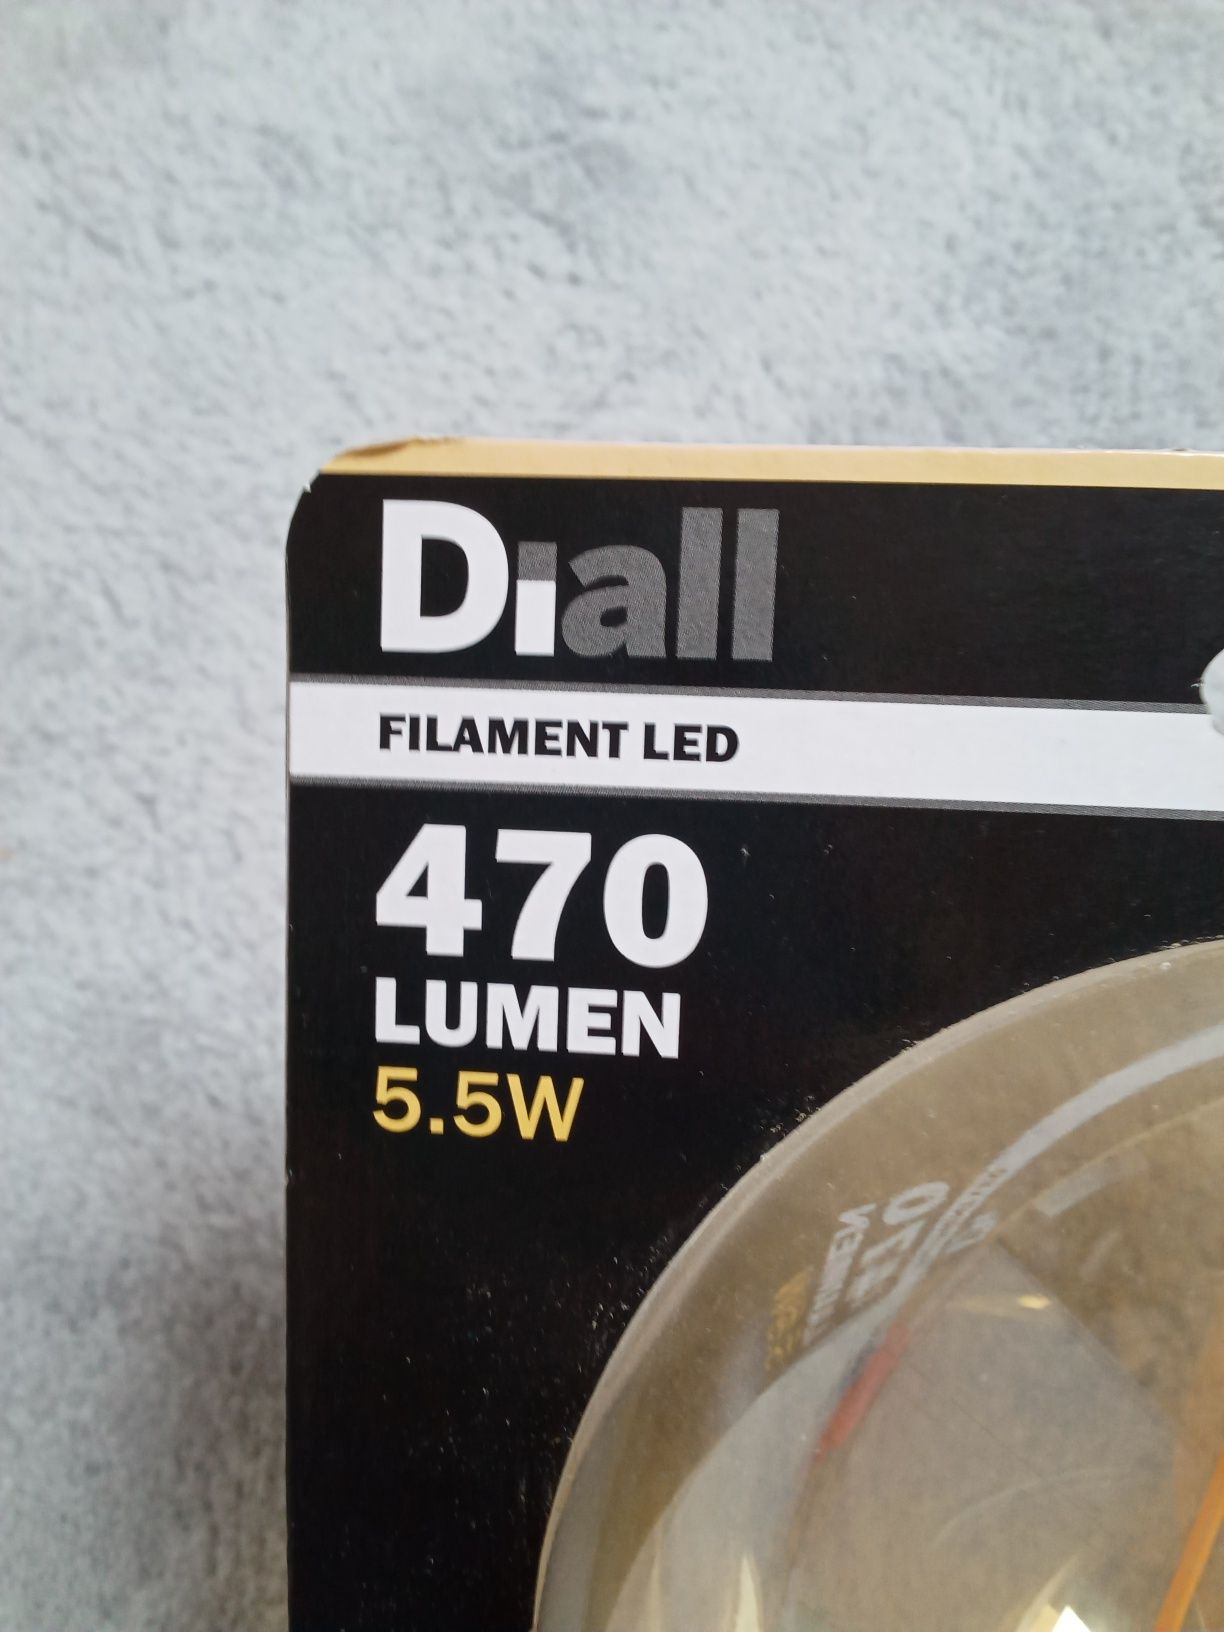 Diall
FILAMENT LED
470
LUMEN
5.5W